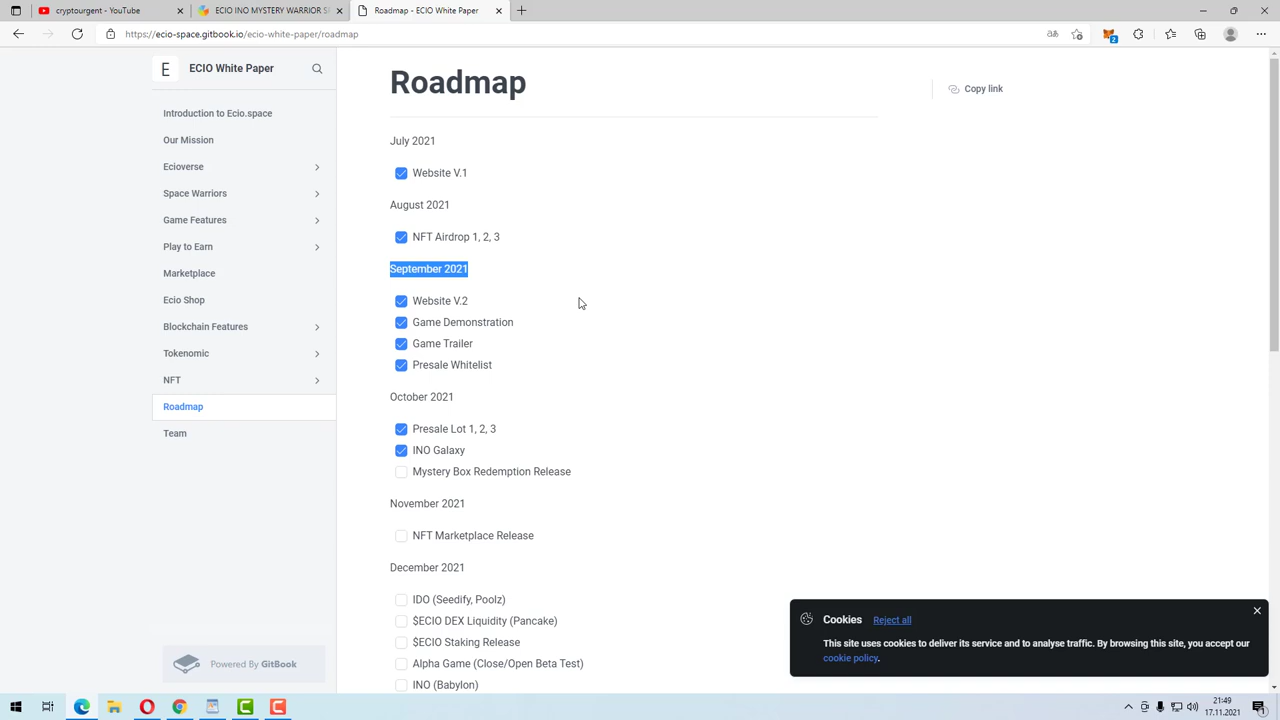 cryptourgent - YouTube
ECIO INO MYSTERY WARRIOR S
Roadmap - ECIO White Paper
https://ecio-space.gitbook.io/ecio-white-paper/roadmap
E
ECIO White Paper
Introduction to Ecio.space
Our Mission
Ecioverse
Space Warriors
Game Features
Play to Earn
Marketplace
Ecio Shop
Blockchain Features
Tokenomic
NFT
Roadmap
Team
Powered By GitBook
Roadmap
Copy link
July 2021
Website V.1
August 2021
NFT Airdrop 1, 2, 3
September 2021
Website V.2
Game Demonstration
Game Trailer
Presale Whitelist
October 2021
Presale Lot 1, 2, 3
INO Galaxy
Mystery Box Redemption Release
November 2021
NFT Marketplace Release
December 2021
IDO (Seedify, Poolz)
$ECIO DEX Liquidity (Pancake)
$ECIO Staking Release
Alpha Game (Close/Open Beta Test)
INO (Babylon)
Cookies Reject all
This site uses cookies to deliver its service and to analyse traffic. By browsing this site, you accept our
cookie policy.
21:49
17.11.2021